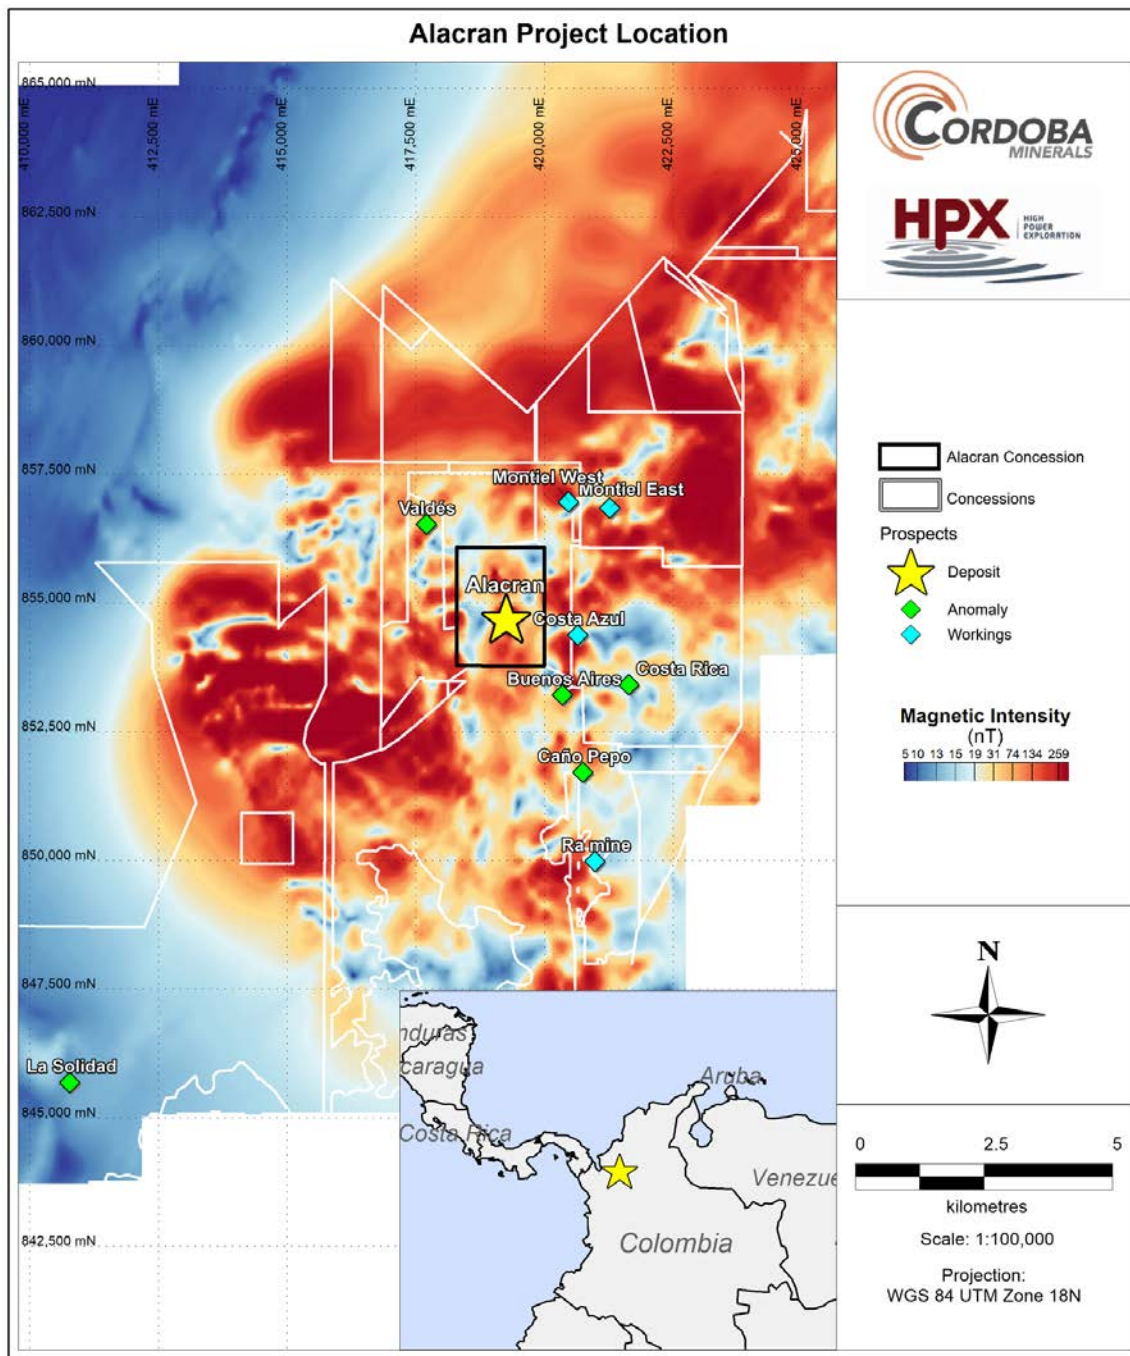 Alacran Project Location
865,000 mN
410,000 mE
412,500 mE
415,000 mE
417,500 mE
420,000 mE
422,500 mE
425,000 mE
862,500 mN
860,000 mN
857,500 mN
Montiel West
Montiel East
Valdés
855,000 mN
Alacran
Costa Azul
Costa Rica
Buenos Aires
852,500 mN
Caño Pepo
Ra mine
850,000 mN
847,500 mN
La Solidad
845,000 mN
842,500 mN
nduras
caragua
Costa Rica
Aruba
Venezue
Colombia
CORDOBA
MINERALS
HPX
HIGH
POWER
EXPLORATION
Alacran Concession
Concessions
Prospects
Deposit
Anomaly
Workings
Magnetic Intensity
(nT)
5 10 13 15 19 31 74 134 259
N
0 2.5 5
kilometres
Scale: 1:100,000
Projection:
WGS 84 UTM Zone 18N